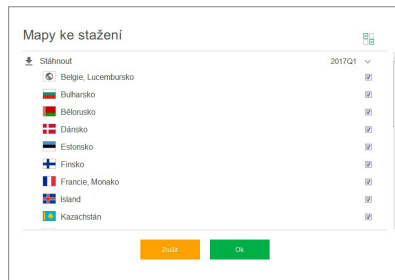 Mapy ke stažení
Stáhnout 2017Q1
Belgie, Lucembursko
Bulharsko
Bělorusko
Dánsko
Estonsko
Finsko
Francie, Monako
Island
Kazachstán
Zrušit Ok